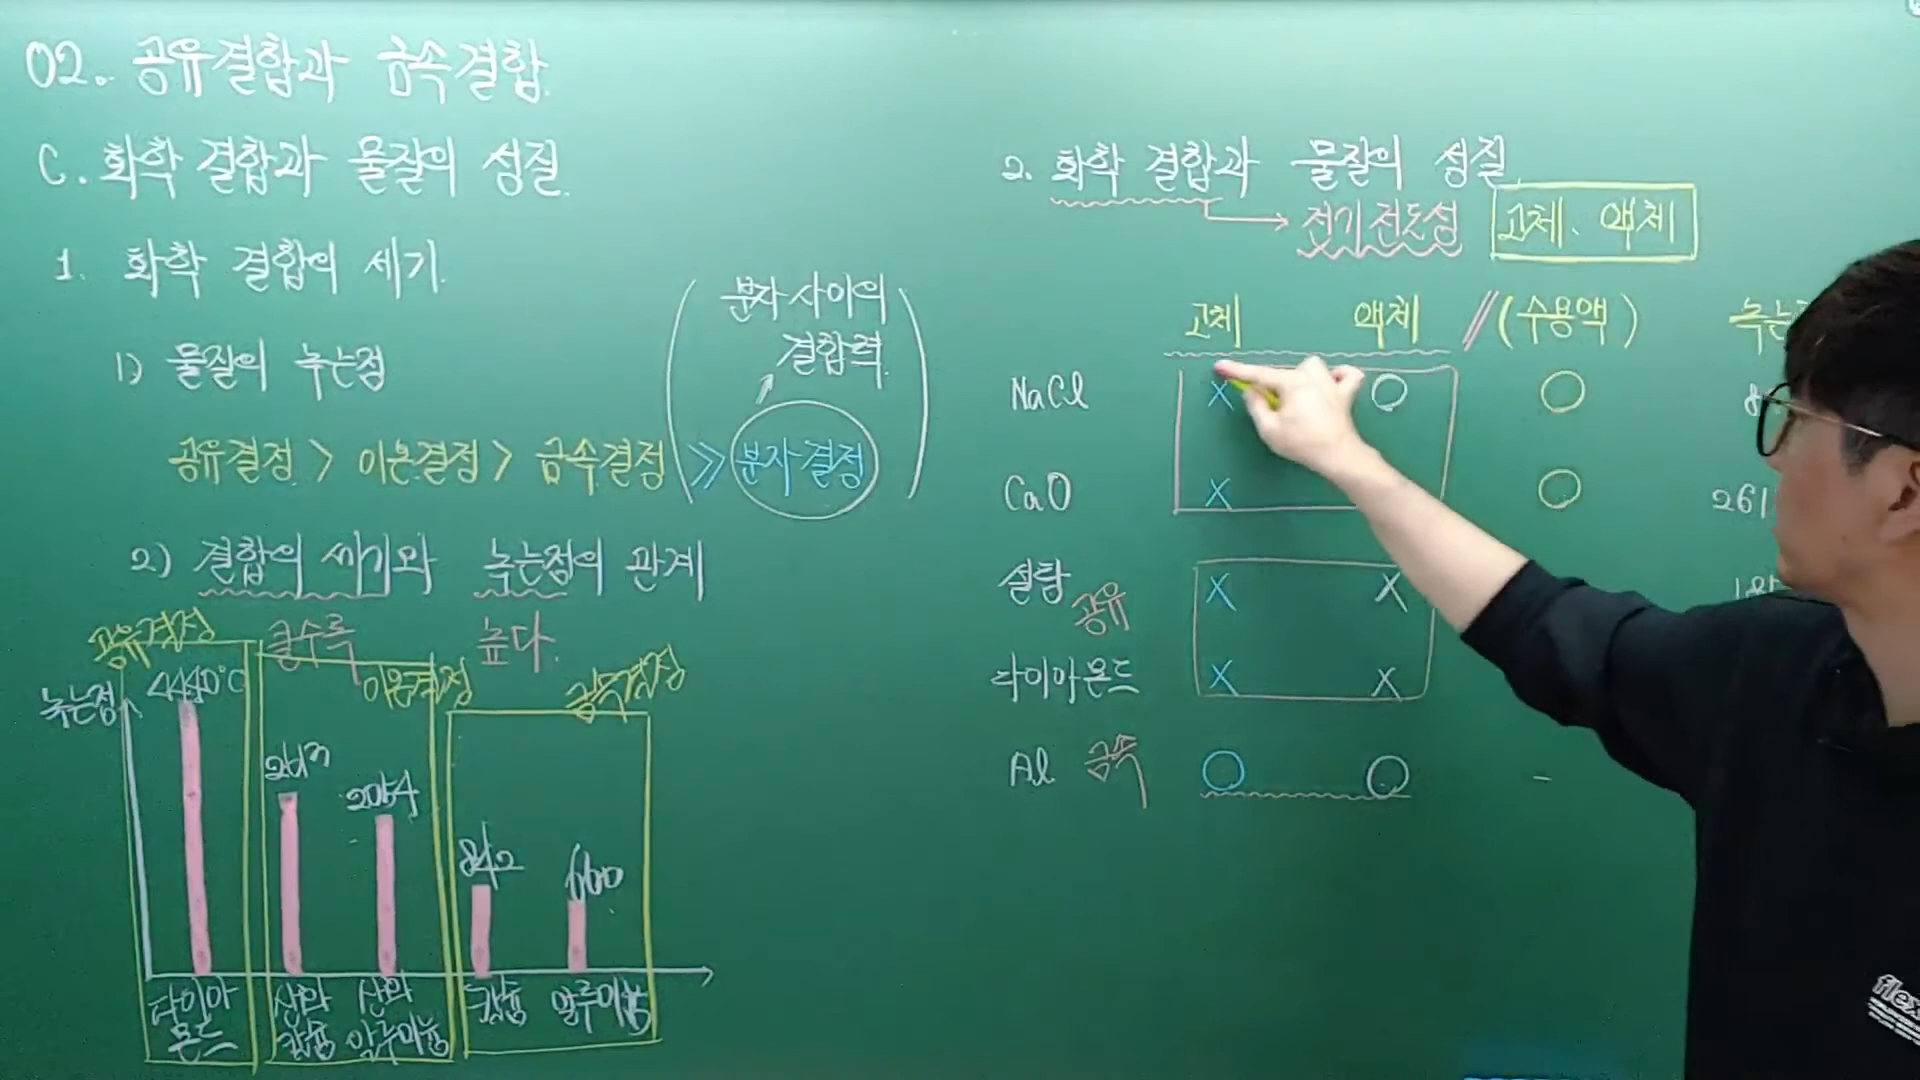 02. 공유결합과 금속결합.
C. 화학 결합과 물질의 성질.
1. 화학 결합의 세기.
1) 물질의 녹는점
공유결정 > 이온결정 > 금속결정 ( ≫ 분자결정
분자 사이의
결합력.
2) 결합의 세기와 녹는점의 관계
클수록 높다.
공유결정 이온결정 금속결정
녹는점
2054
842
660
다이아
몬드
산화
칼슘
산화
알루미늄
칼슘
알루미늄
2. 화학 결합과 물질의 성질
전기 전도성 고체, 액체
고체 액체 // (수용액)
NaCl X O O
CaO X O
설탕 공유 X X
다이아몬드 X X
Al 금속 O O -
flex